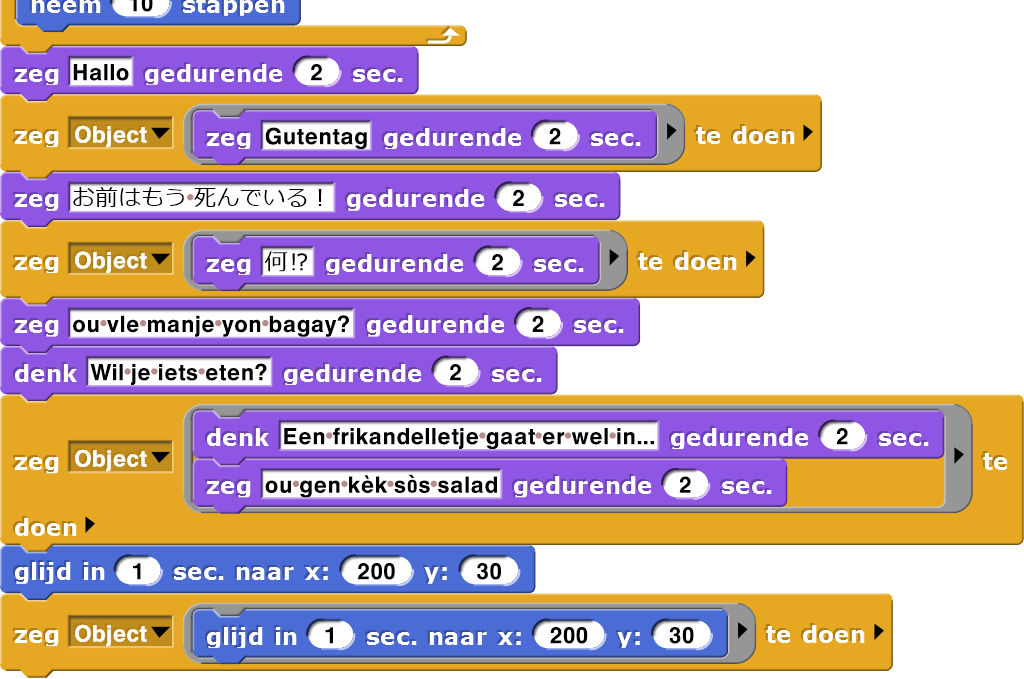 neem 10 stappen
zeg Hallo gedurende 2 sec.
zeg Object zeg Gutentag gedurende 2 sec. te doen
zeg お前はもう 死んでいる！ gedurende 2 sec.
zeg Object zeg 何⁉ gedurende 2 sec. te doen
zeg ou vle manje yon bagay? gedurende 2 sec.
denk Wil je iets eten? gedurende 2 sec.
denk Een frikandelletje gaat er wel in... gedurende 2 sec.
zeg Object te
zeg ou gen kèk sòs salad gedurende 2 sec.
doen
glijd in 1 sec. naar x: 200 y: 30
zeg Object glijd in 1 sec. naar x: 200 y: 30 te doen